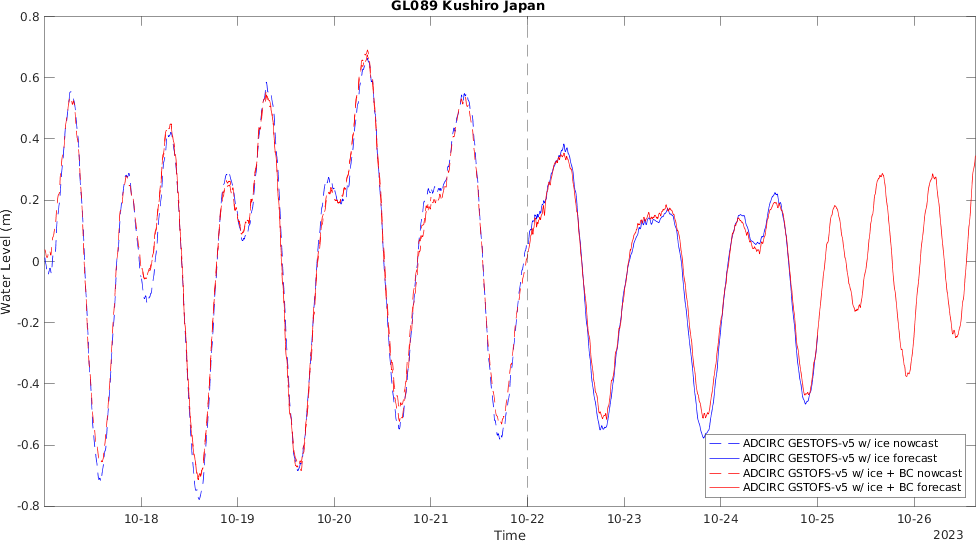 GL089 Kushiro Japan
0.8
0.6
0.4
0.2
0
-0.2
-0.4
-0.6
-0.8
Water Level (m)
ADCIRC GESTOFS-v5 w/ ice nowcast
ADCIRC GESTOFS-v5 w/ ice forecast
ADCIRC GSTOFS-v5 w/ ice + BC nowcast
ADCIRC GSTOFS-v5 w/ ice + BC forecast
10-18 10-19 10-20 10-21 10-22 10-23 10-24 10-25 10-26
Time
2023